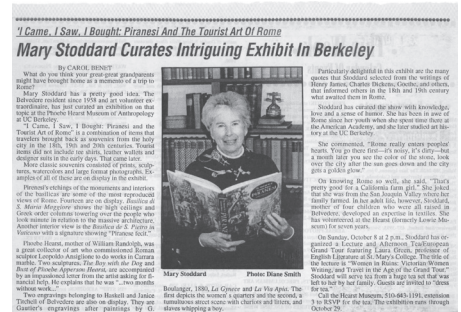 'I Came, I Saw, I Bought: Piranesi And The Tourist Art Of Rome
Mary Stoddard Curates Intriguing Exhibit In Berkeley
By CAROL BENET
What do you think your great-great grandparents
might have brought home as a memento of a trip to
Rome?
Mary Stoddard has a pretty good idea. The
Belvedere resident since 1958 and art volunteer ex-
traordinaire, has just curated an exhibition on that
topic at the Phoebe Hearst Museum of Anthropology
at UC Berkeley.
"I Came, I Saw, I Bought: Piranesi and the
Tourist Art of Rome" is a combination of items that
travelers brought back as souvenirs from the holy
city in the 18th, 19th and 20th centuries. Tourist
items did not include tee shirts, leather wallets and
designer suits in the early days. That came later.
More classic souvenirs consisted of prints, sculp-
tures, watercolors and large format photographs. Ex-
amples of all of these are on display in the exhibit.
Piranesi's etchings of the monuments and interiors
of the basilicas are some of the most reproduced
views of Rome. Fourteen are on display. Basilica di
S. Maria Maggiore shows the high ceilings and
Greek order columns towering over the people who
look minute in relation to the massive architecture.
Another interior view is the Basilica de S. Pietro in
Vaticano with a signature showing "Piranese fecit."
Phoebe Hearst, mother of William Randolph, was
a great collector of art who commissioned Roman
sculptor Leopoldo Ansiglione to do works in Carrara
marble. Two sculptures, The Boy with the Dog and
Bust of Phoebe Apperson Hearst, are accompanied
by an impassioned letter from the artist asking for fi-
nancial help. He explains that he was "...two months
without work..."
Two engravings belonging to Haskell and Janice
Titchell of Belvedere are also on display. They are
Gautier's engravings after paintings by G.
Mary Stoddard Photo: Diane Smith
Boulanger, 1880, La Gynece and La Via Apia. The
first depicts the women's quarters and the second, a
tumultuous street scene with chariots and litters, and
slaves whipping a boy.
Particularly delightful in this exhibit are the many
quotes that Stoddard selected from the writings of
Henry James, Charles Dickens, Goethe, and others,
that informed others in the 18th and 19th century
what awaited them in Rome.
Stoddard has curated the show with knowledge,
love and a sense of humor. She has been in awe of
Rome since her youth when she spent time there at
the American Academy, and she later studied art his-
tory at the UC Berkeley.
She commented, "Rome really enters peoples'
hearts. You go there first—it's noisy, it's dirty—but
a month later you see the color of the stone, look
over the city after the sun goes down and the city
gets a golden glow."
On knowing Rome so well, she said, "That's
pretty good for a California farm girl." She joked
that she was from the San Joaquin Valley where her
family farmed. In her adult life, however, Stoddard,
mother of four children who were all raised in
Belvedere, developed an expertise in textiles. She
has volunteered at the Hearst (formerly Lowie Mu-
seum) for seven years.
On Sunday, October 8 at 2 p.m., Stoddard has or-
ganized a Lecture and Afternoon Tea/European
Grand Tour featuring Laura Green, professor of
English Literature at St. Mary's College. The title of
the lecture is "Women in Ruins: Victorian Women
Writing, and Travel in the Age of the Grand Tour."
Stoddard will serve tea from a huge tea set that was
left to her by her family. Guests are invited to "dress
for tea."
Call the Hearst Museum, 510-643-1191, extension
3 to RSVP for the tea. The exhibition runs through
October 29.